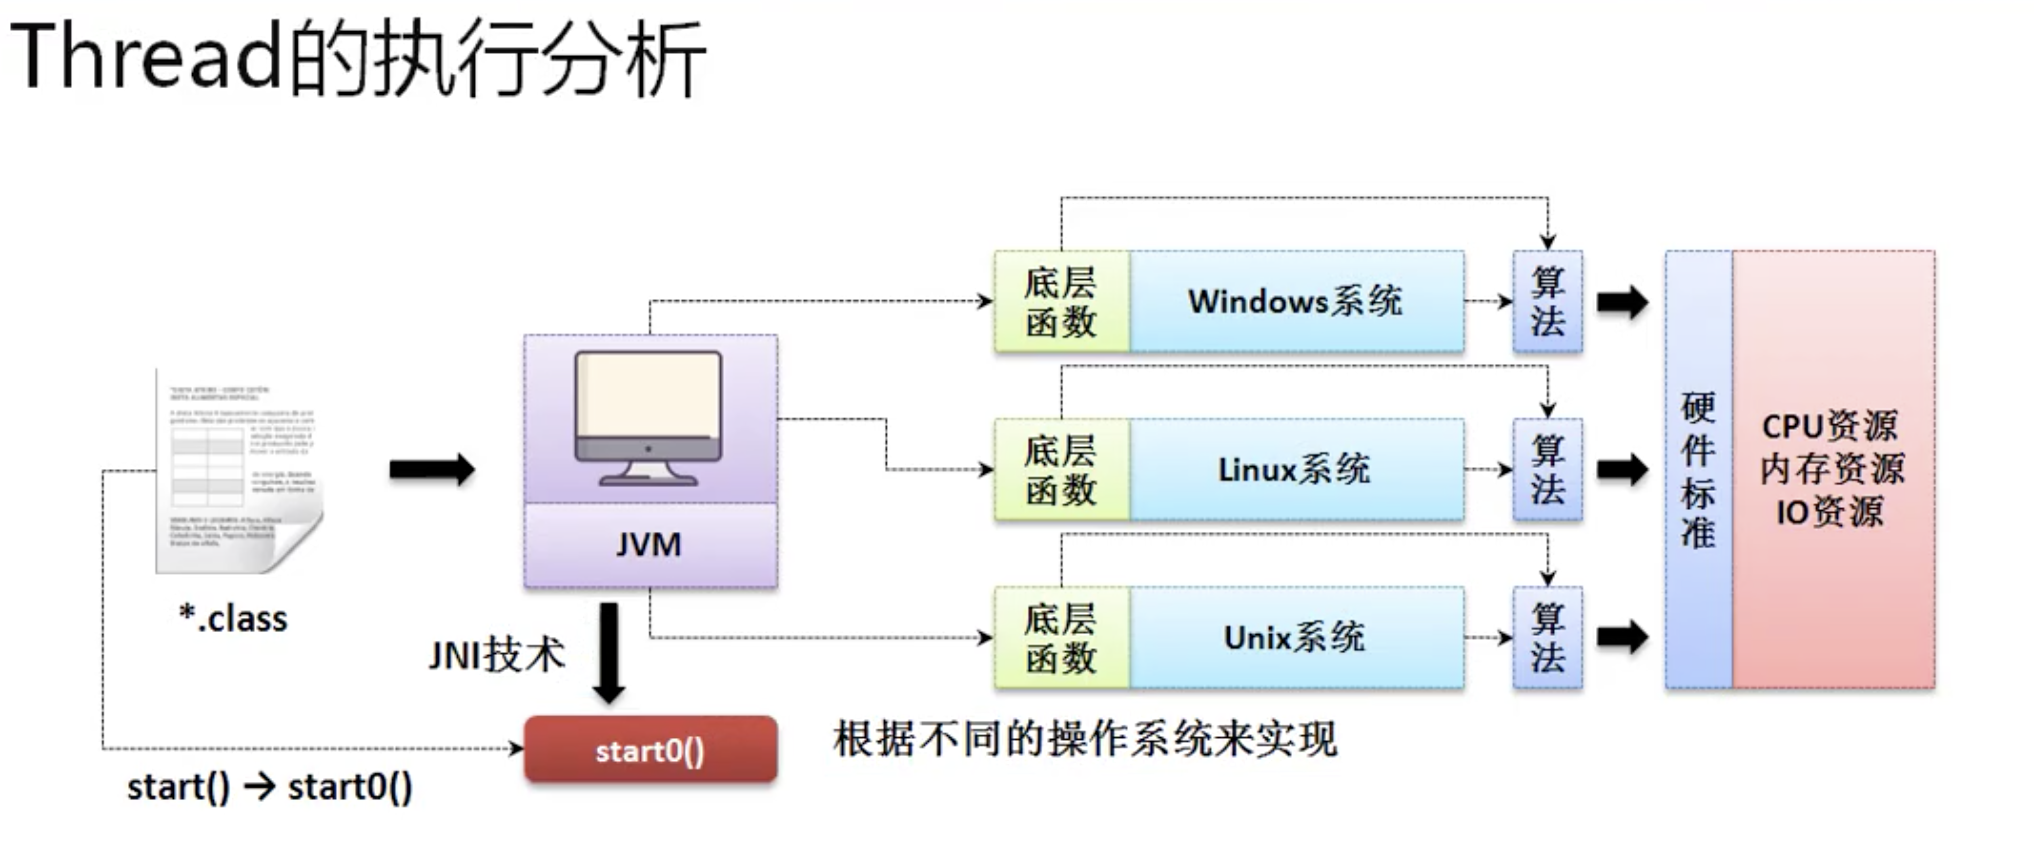 Thread的执行分析
*.class
start() → start0()
JVM
JNI技术
start0()
底层
函数
Windows系统
算
法
底层
函数
Linux系统
算
法
底层
函数
Unix系统
算
法
根据不同的操作系统来实现
硬
件
标
准
CPU资源
内存资源
IO资源